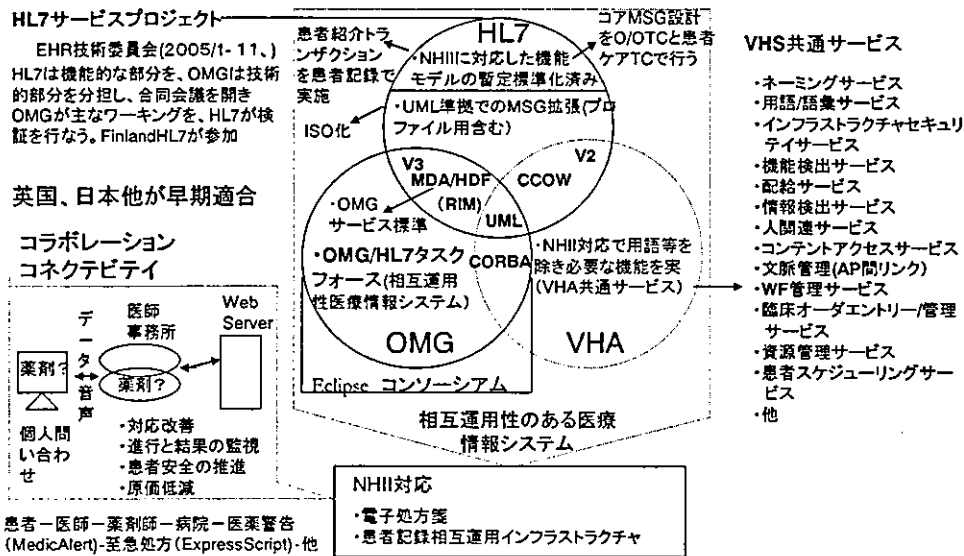 HL7サービスプロジェクト
EHR技術委員会(2005/1- 11、)
HL7は機能的な部分を、OMGは技術
的部分を分担し、合同会議を開き
OMGが主なワーキングを、HL7が検
証を行なう。FinlandHL7が参加
英国、日本他が早期適合
コラボレーション
コネクテビテイ
データ
音声
医師
事務所
Web
Server
薬剤?
薬剤?
個人問
い合わ
せ
・対応改善
・進行と結果の監視
・患者安全の推進
・原価低減
患者－医師－薬剤師－病院－医薬警告
(MedicAlert)-至急処方(ExpressScript)-他
患者紹介トラ
ンザクション
を患者記録で
実施
ISO化
HL7
・NHIIに対応した機能
モデルの暫定標準化済み
・UML準拠でのMSG拡張(プロ
ファイル用含む)
コアMSG設計
をO/OTCと患者
ケアTCで行う
V3
MDA/HDF
(RIM)
V2
CCOW
UML
CORBA
・OMG
サービス標準
・OMG/HL7タスク
フォース(相互運用
性医療情報システム)
OMG
Eclipse コンソーシアム
・NHII対応で用語等を
除き必要な機能を実
(VHA共通サービス)
VHA
相互運用性のある医療
情報システム
NHII対応
・電子処方箋
・患者記録相互運用インフラストラクチャ
VHS共通サービス
・ネーミングサービス
・用語/語彙サービス
・インフラストラクチャセキュリ
テイサービス
・機能検出サービス
・配給サービス
・情報検出サービス
・人関連サービス
・コンテントアクセスサービス
・文脈管理(AP間リンク)
・WF管理サービス
・臨床オーダエントリー/管理
サービス
・資源管理サービス
・患者スケジューリングサー
ビス
・他